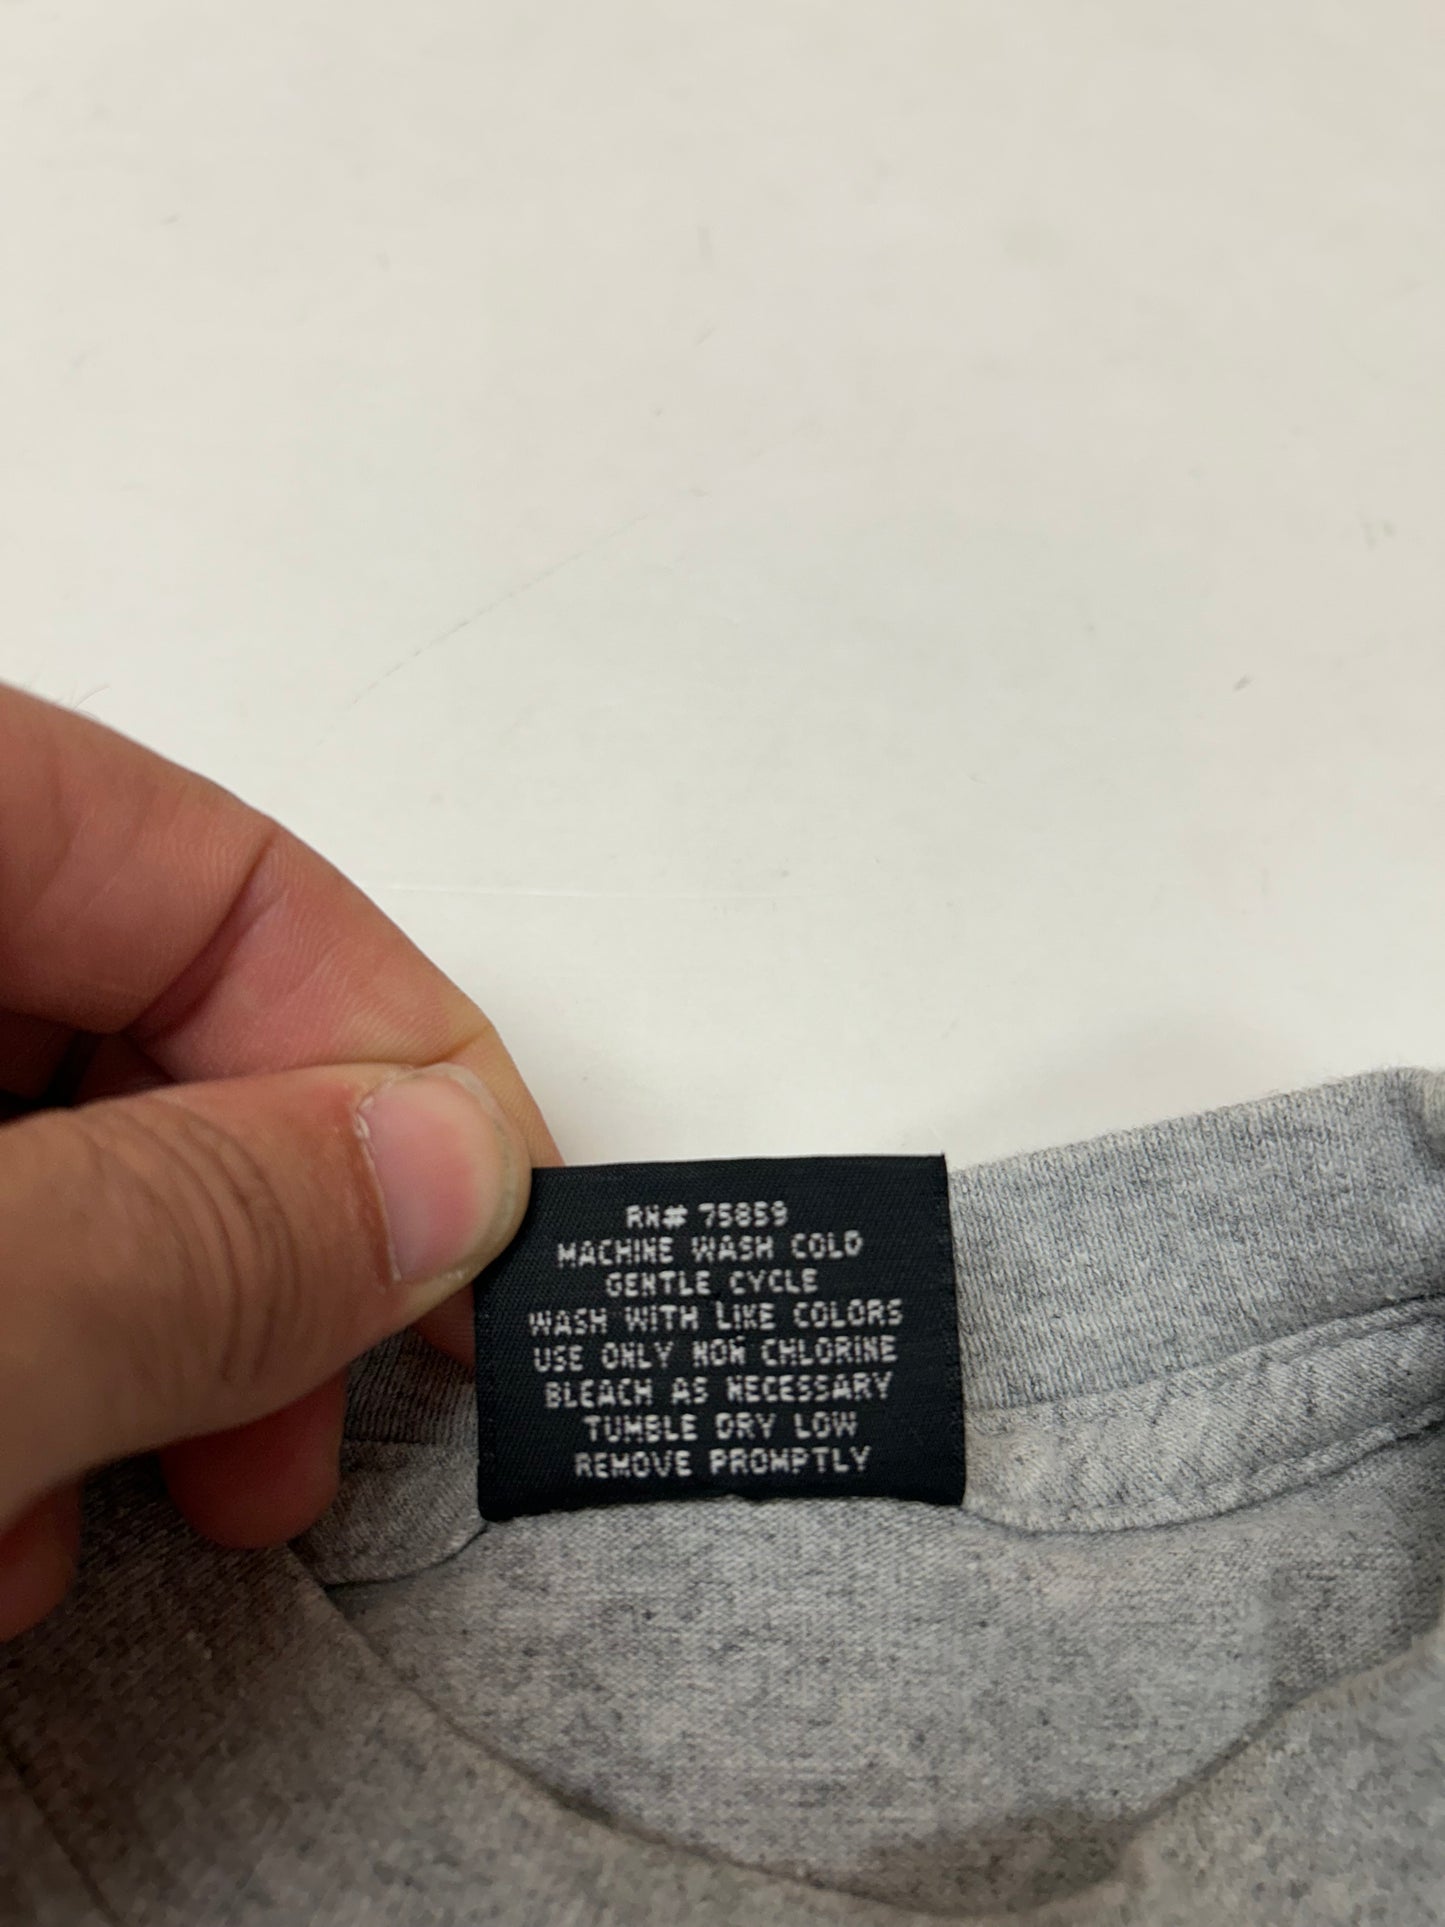 RN# 75859
MACHINE WASH COLD
GENTLE CYCLE
WASH WITH LIKE COLORS
USE ONLY NON CHLORINE
BLEACH AS NECESSARY
TUMBLE DRY LOW
REMOVE PROMPTLY